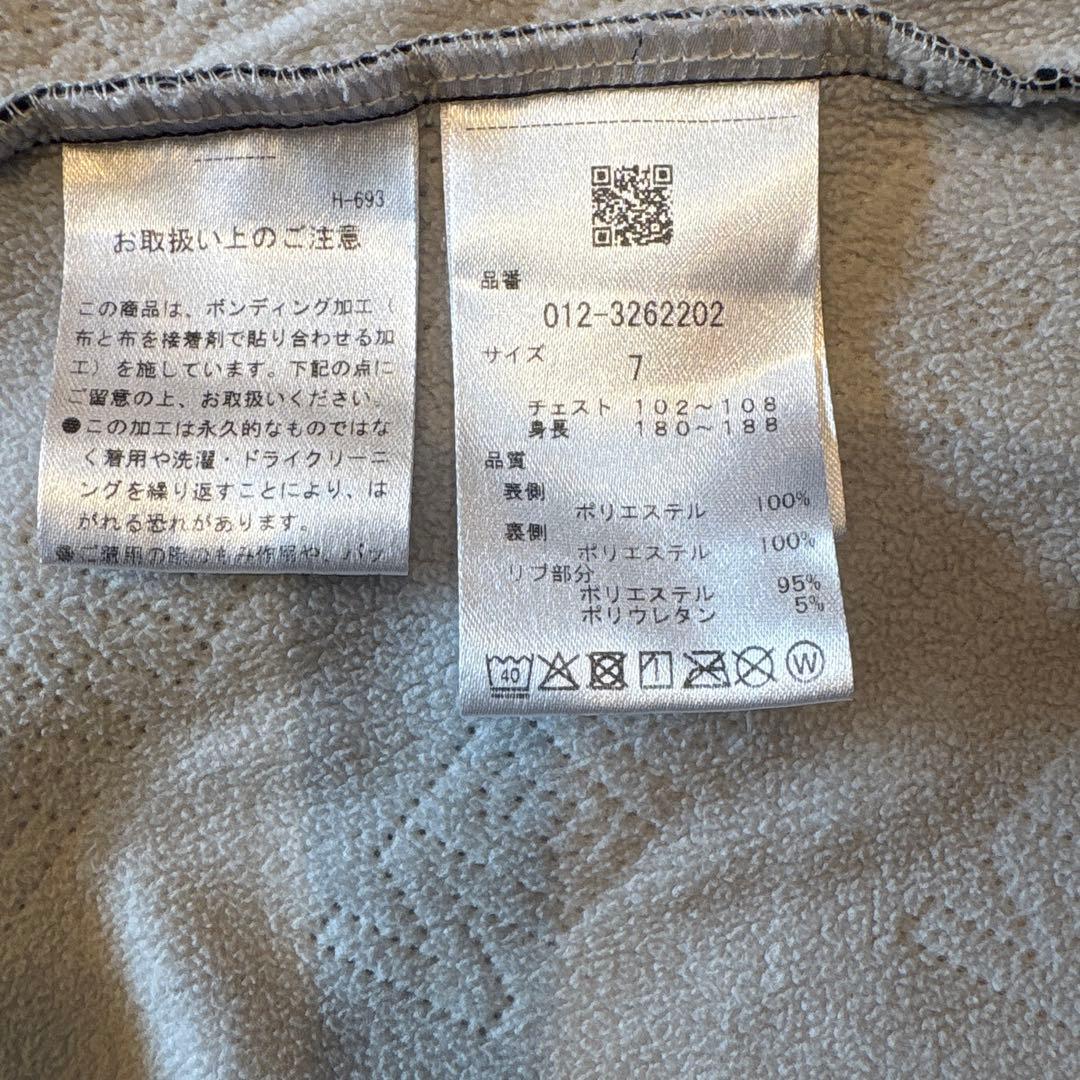 H-693
お取扱い上のご注意
この商品は、ボンディング加工（
布と布を接着剤で貼り合わせる加
工）を施しています。下記の点に
ご留意の上、お取扱いください。
●この加工は永久的なものではな
く着用や洗濯・ドライクリーニ
ングを繰り返すことにより、は
がれる恐れがあります。
品番
012-3262202
サイズ
7
チェスト 102～108
身長 180～188
品質
表側
ポリエステル 100%
裏側
ポリエステル 100%
リブ部分
ポリエステル 95%
ポリウレタン 5%
40
W